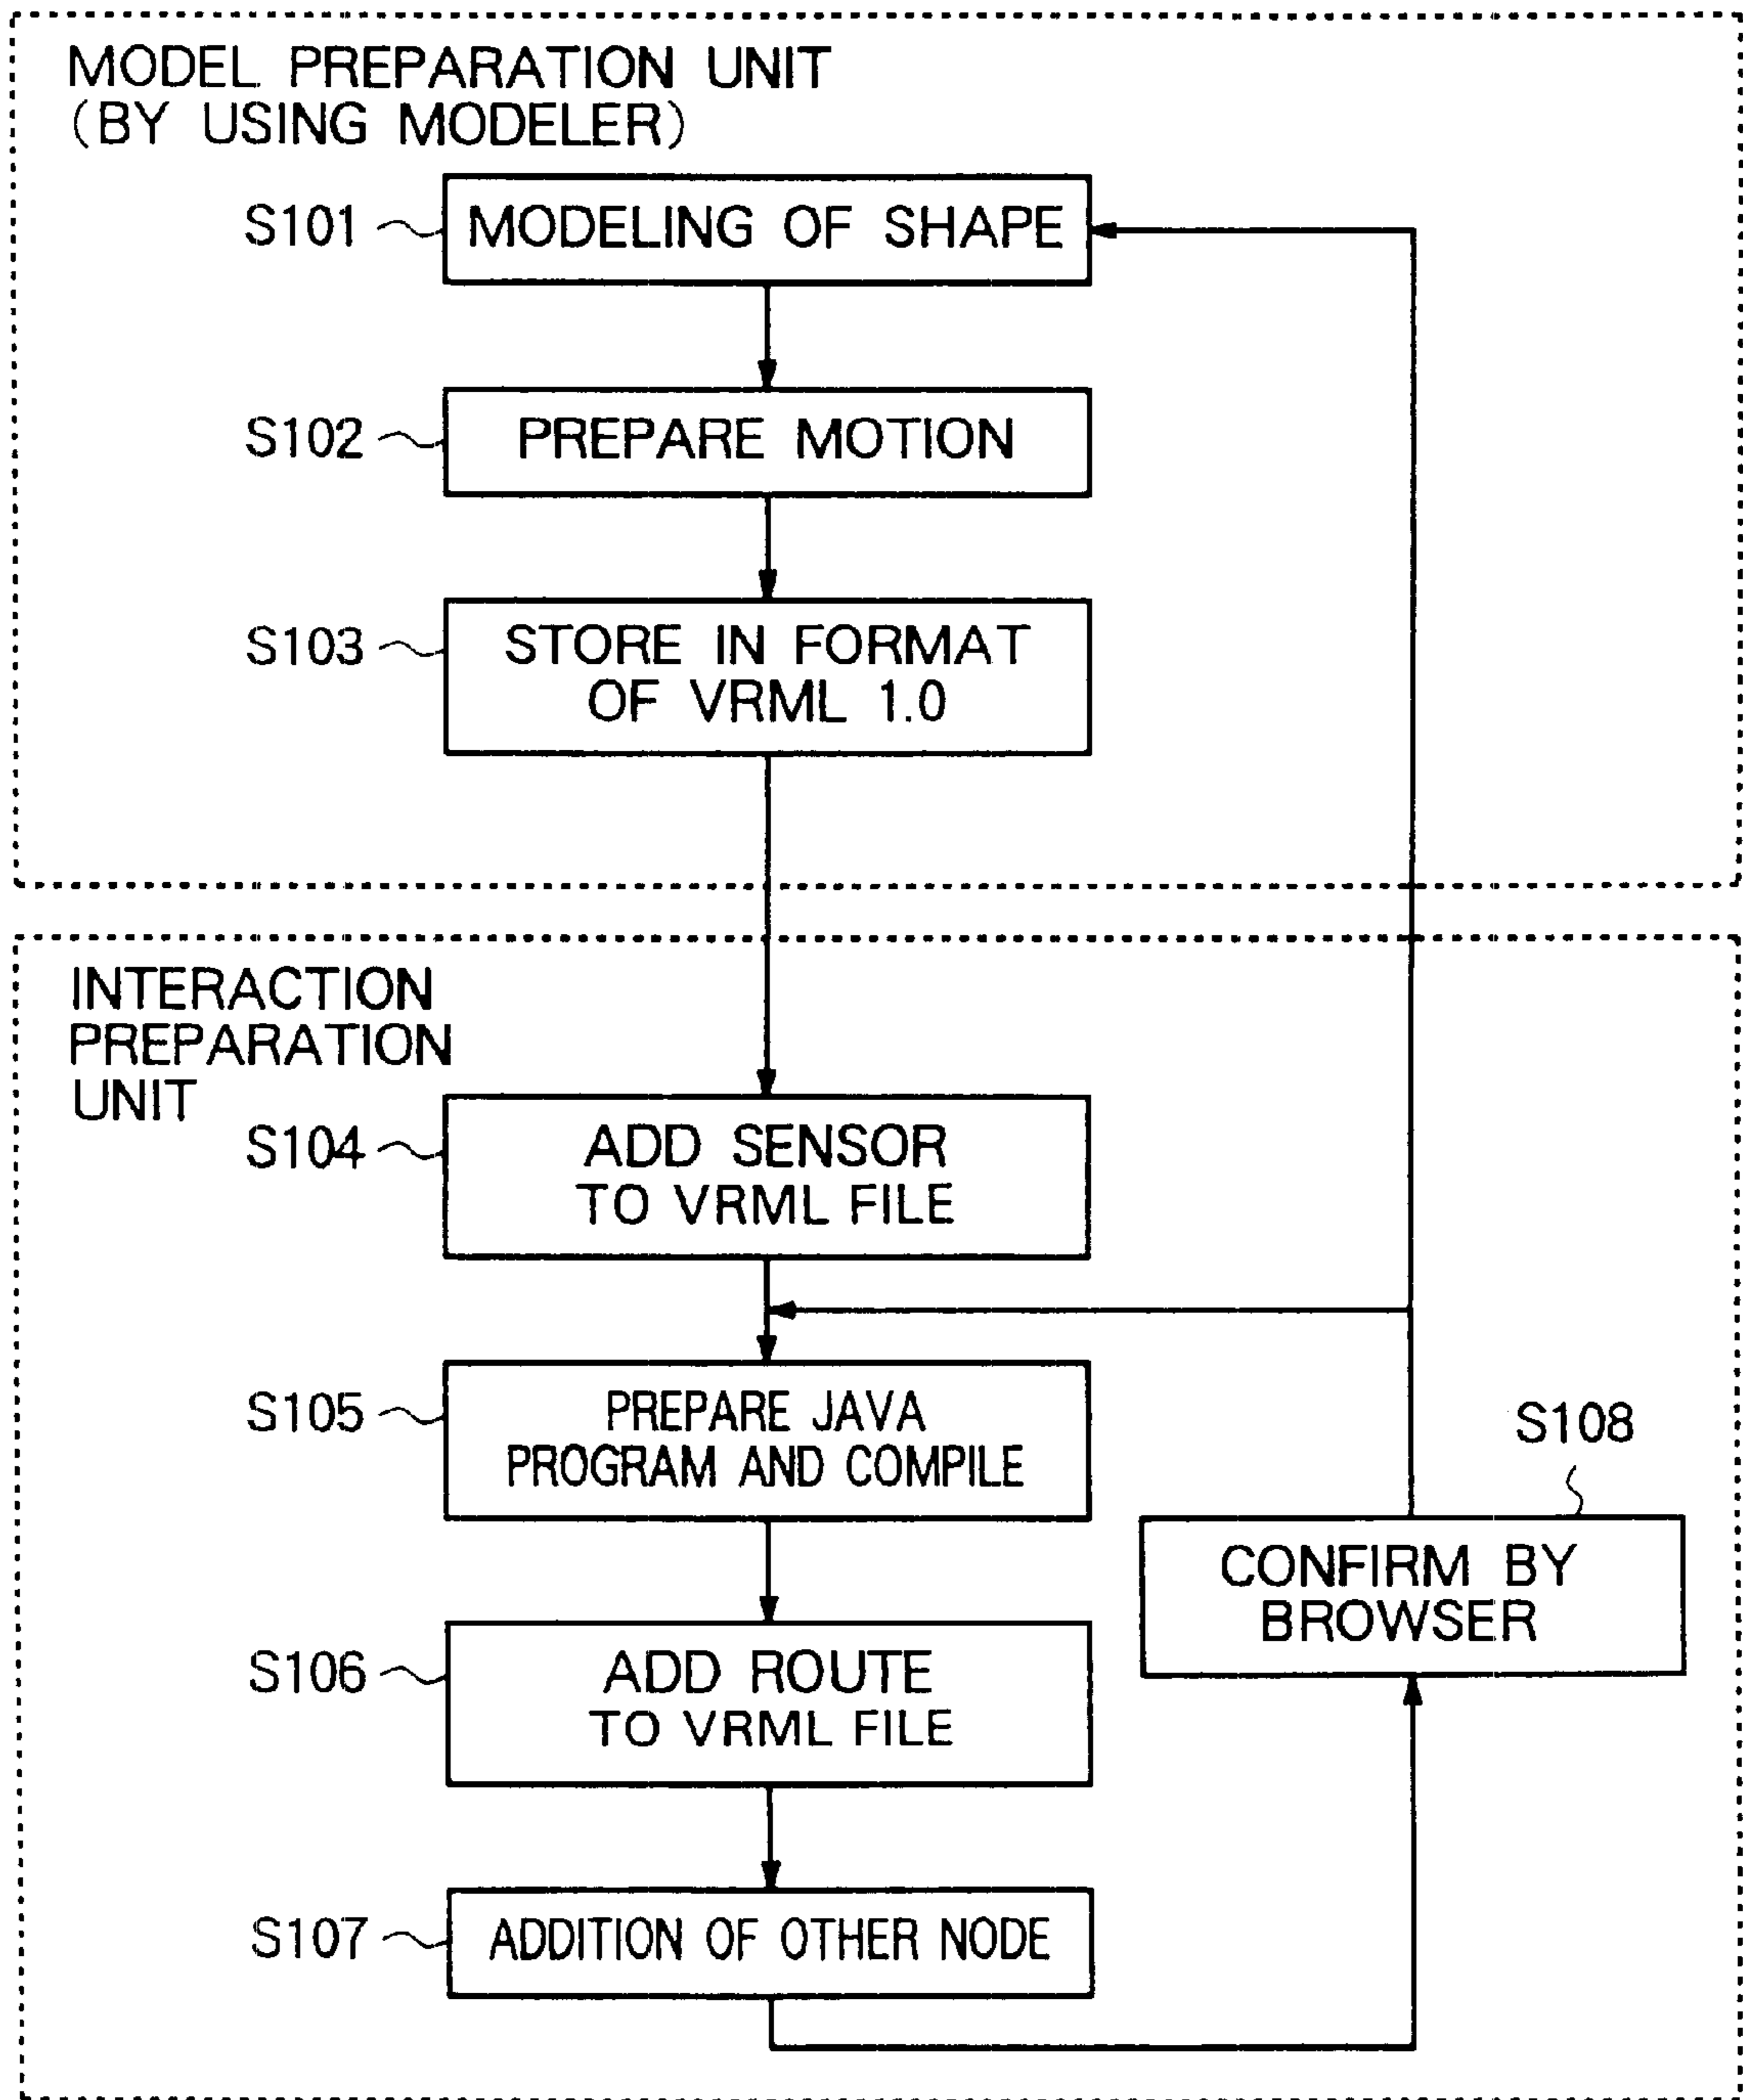 MODEL PREPARATION UNIT
(BY USING MODELER)
S101
MODELING OF SHAPE
S102
PREPARE MOTION
S103
STORE IN FORMAT
OF VRML 1.0
INTERACTION
PREPARATION
UNIT
S104
ADD SENSOR
TO VRML FILE
S105
PREPARE JAVA
PROGRAM AND COMPILE
S108
CONFIRM BY
BROWSER
S106
ADD ROUTE
TO VRML FILE
S107
ADDITION OF OTHER NODE